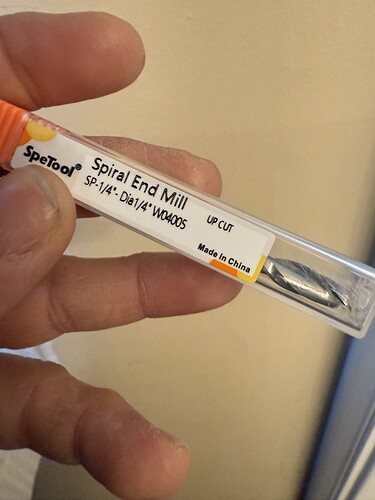 SpeTool®
Spiral End Mill
SP-1/4"- Dia1/4" W04005
UP CUT
Made in China